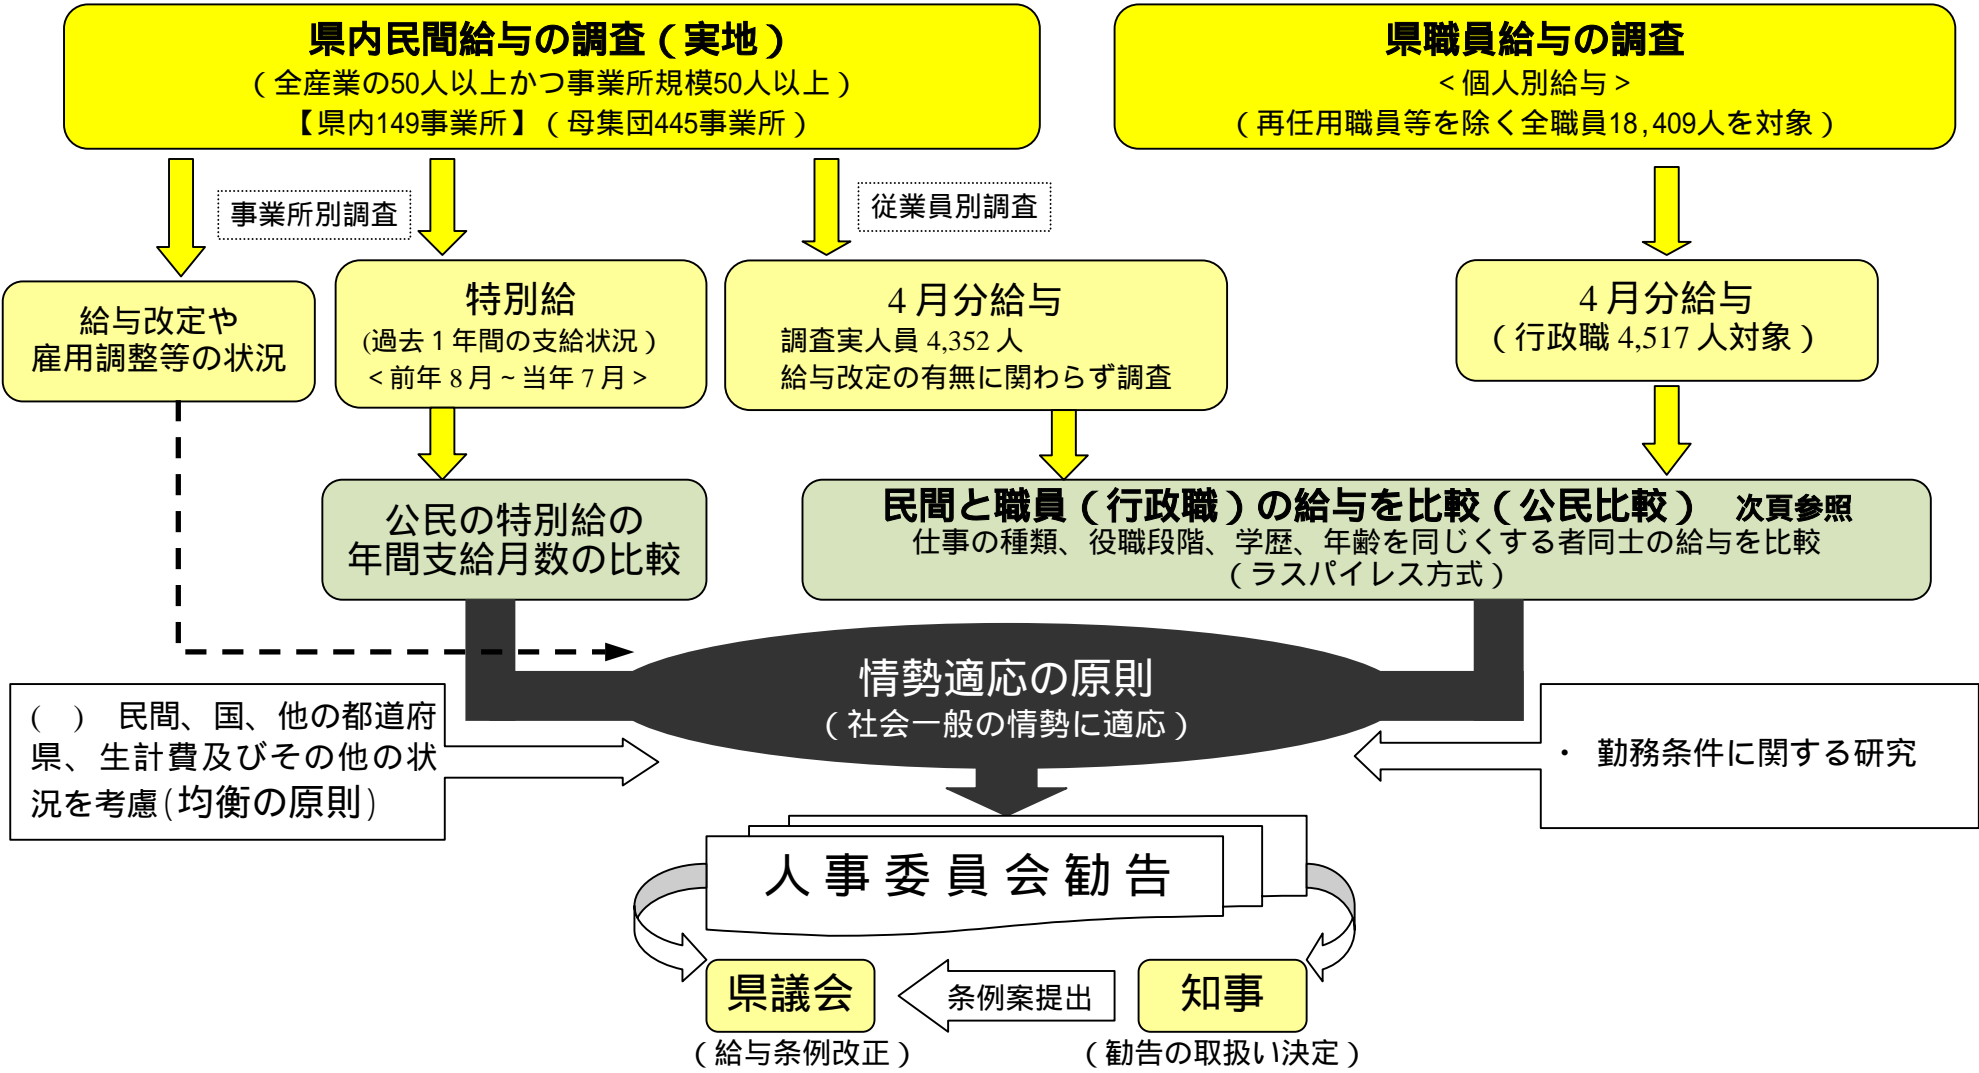 県内民間給与の調査（実地）
（全産業の50人以上かつ事業所規模50人以上）
【県内149事業所】（母集団445事業所）
県職員給与の調査
＜個人別給与＞
（再任用職員等を除く全職員18,409人を対象）
事業所別調査
従業員別調査
給与改定や
雇用調整等の状況
特別給
(過去１年間の支給状況）
＜前年８月～当年７月＞
４月分給与
調査実人員 4,352 人
給与改定の有無に関わらず調査
４月分給与
（行政職 4,517 人対象）
公民の特別給の
年間支給月数の比較
民間と職員（行政職）の給与を比較（公民比較）　次頁参照
仕事の種類、役職段階、学歴、年齢を同じくする者同士の給与を比較
（ラスパイレス方式）
情勢適応の原則
（社会一般の情勢に適応）
(　)　民間、国、他の都道府
県、生計費及びその他の状
況を考慮(均衡の原則)
・　勤務条件に関する研究
人事委員会勧告
県議会
条例案提出
知事
（給与条例改正）
（勧告の取扱い決定）